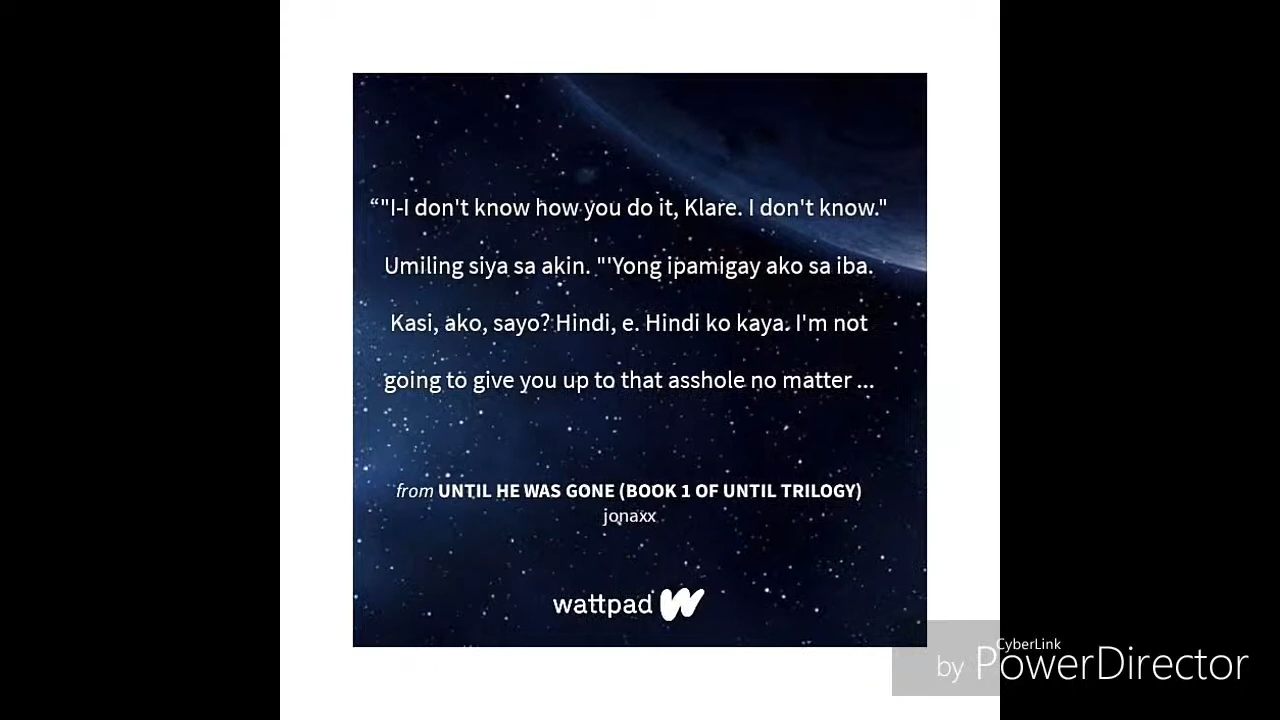 “"I-I don't know how you do it, Klare. I don't know."
Umiling siya sa akin. "'Yong ipamigay ako sa iba.
Kasi, ako, sayo? Hindi, e. Hindi ko kaya. I'm not
going to give you up to that asshole no matter ...
from UNTIL HE WAS GONE (BOOK 1 OF UNTIL TRILOGY)
jonaxx
wattpad
CyberLink
by PowerDirector